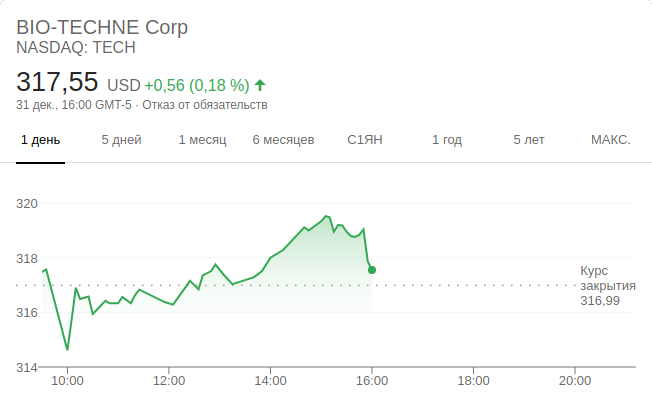 BIO-TECHNE Corp
NASDAQ: TECH
317,55 USD +0,56 (0,18 %)
31 дек., 16:00 GMT-5 · Отказ от обязательств
1 день 5 дней 1 месяц 6 месяцев С1ЯН 1 год 5 лет МАКС.
320
318
Курс
закрытия
316,99
316
314
10:00 12:00 14:00 16:00 18:00 20:00